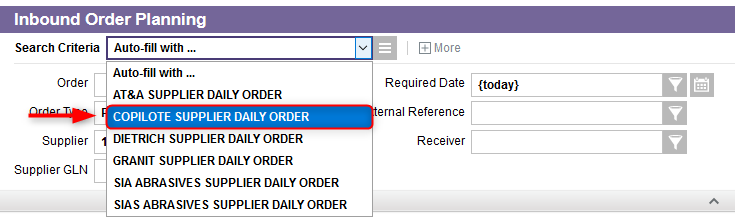 Inbound Order Planning
Search Criteria Auto-fill with ... More
Auto-fill with ...
AT&A SUPPLIER DAILY ORDER
COPILOTE SUPPLIER DAILY ORDER
DIETRICH SUPPLIER DAILY ORDER
GRANIT SUPPLIER DAILY ORDER
SIA ABRASIVES SUPPLIER DAILY ORDER
SIAS ABRASIVES SUPPLIER DAILY ORDER
Order Required Date {today}
Order Type ternal Reference
Supplier 1 Receiver
Supplier GLN